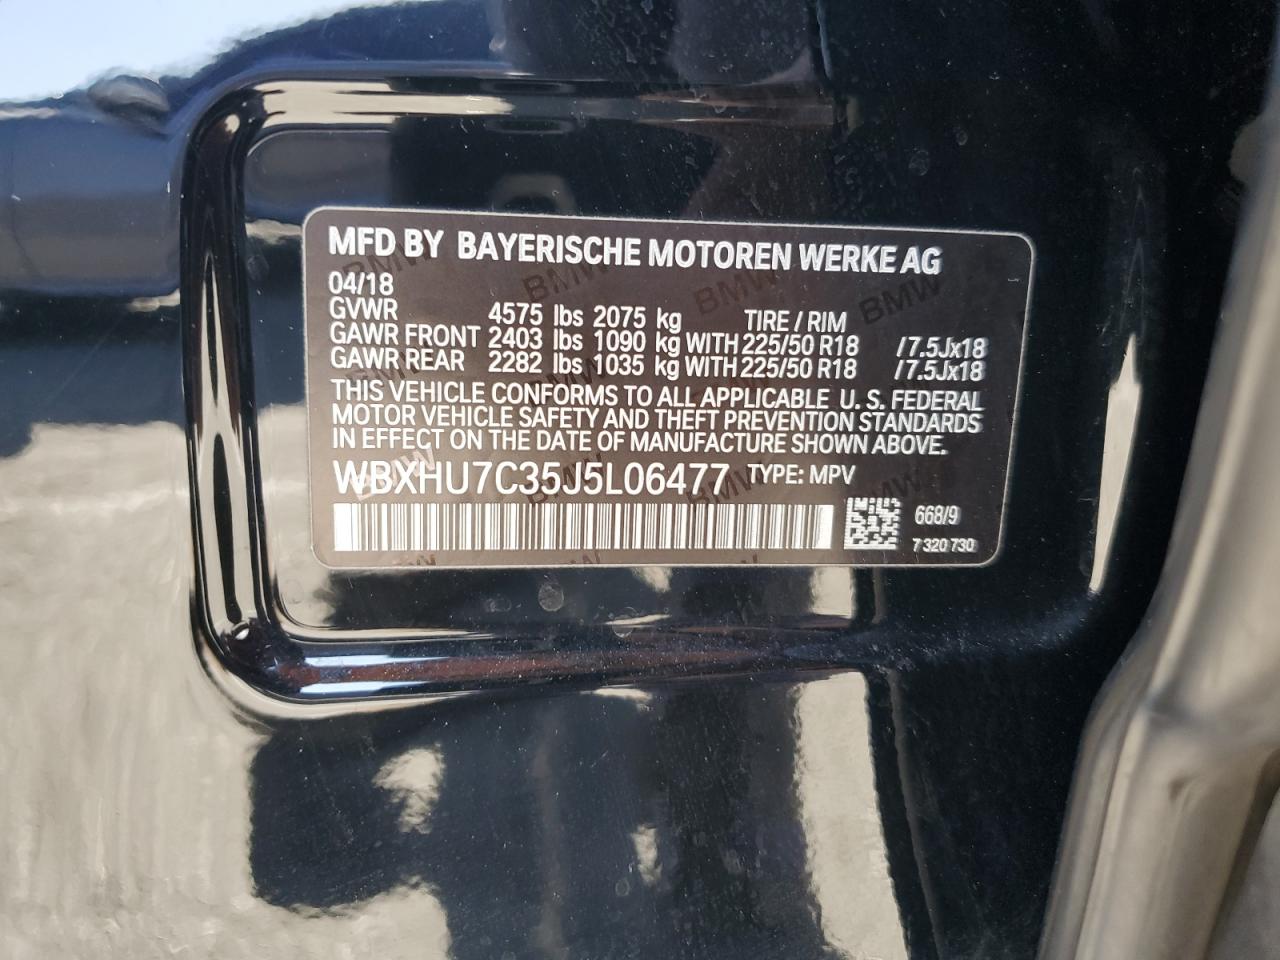 MFD BY BAYERISCHE MOTOREN WERKE AG
04/18
GVWR 4575 lbs 2075 kg TIRE / RIM
GAWR FRONT 2403 lbs 1090 kg WITH 225/50 R18 /7.5Jx18
GAWR REAR 2282 lbs 1035 kg WITH 225/50 R18 /7.5Jx18
THIS VEHICLE CONFORMS TO ALL APPLICABLE U. S. FEDERAL
MOTOR VEHICLE SAFETY AND THEFT PREVENTION STANDARDS
IN EFFECT ON THE DATE OF MANUFACTURE SHOWN ABOVE.
WBXHU7C35J5L06477 TYPE: MPV
668/9
7 320 730